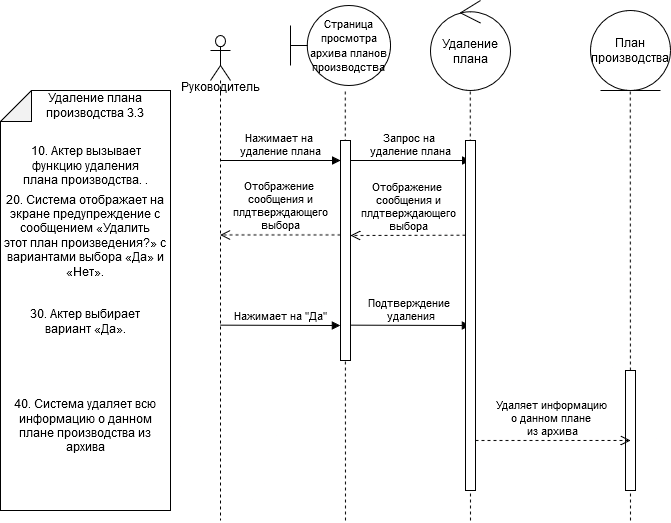 Страница
просмотра
архива планов
производства
Удаление
плана
План
производства
Руководитель
Удаление плана
производства 3.3
10. Актер вызывает
функцию удаления
плана производства. .
20. Система отображает на
экране предупреждение с
сообщением «Удалить
этот план произведения?» с
вариантами выбора «Да» и
«Нет».
30. Актер выбирает
вариант «Да».
40. Система удаляет всю
информацию о данном
плане производства из
архива
Нажимает на
удаление плана
Запрос на
удаление плана
Отображение
сообщения и
плдтверждающего
выбора
Отображение
сообщения и
плдтверждающего
выбора
Нажимает на "Да"
Подтверждение
удаления
Удаляет информацию
о данном плане
из архива